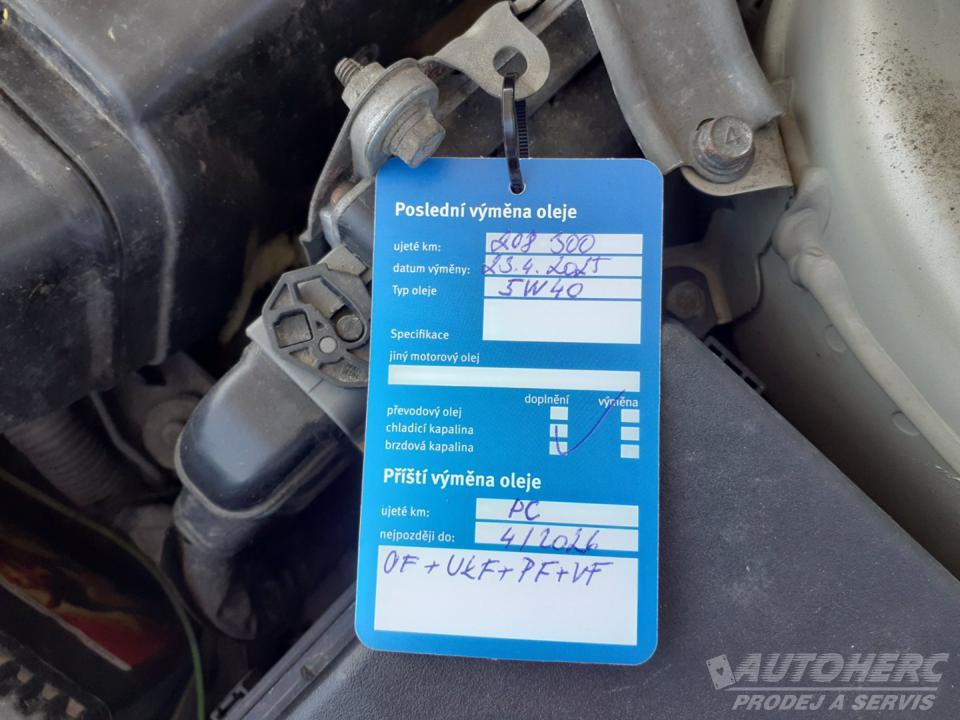 Poslední výměna oleje
ujeté km: 208 500
datum výměny: 23.4.2025
Typ oleje 5W40
Specifikace
jiný motorový olej
doplnění výměna
převodový olej
chladicí kapalina
brzdová kapalina
Příští výměna oleje
ujeté km: PC
nejpozději do: 4/2026
OF+UKF+PF+VF
AUTOHERC
PRODEJ A SERVIS